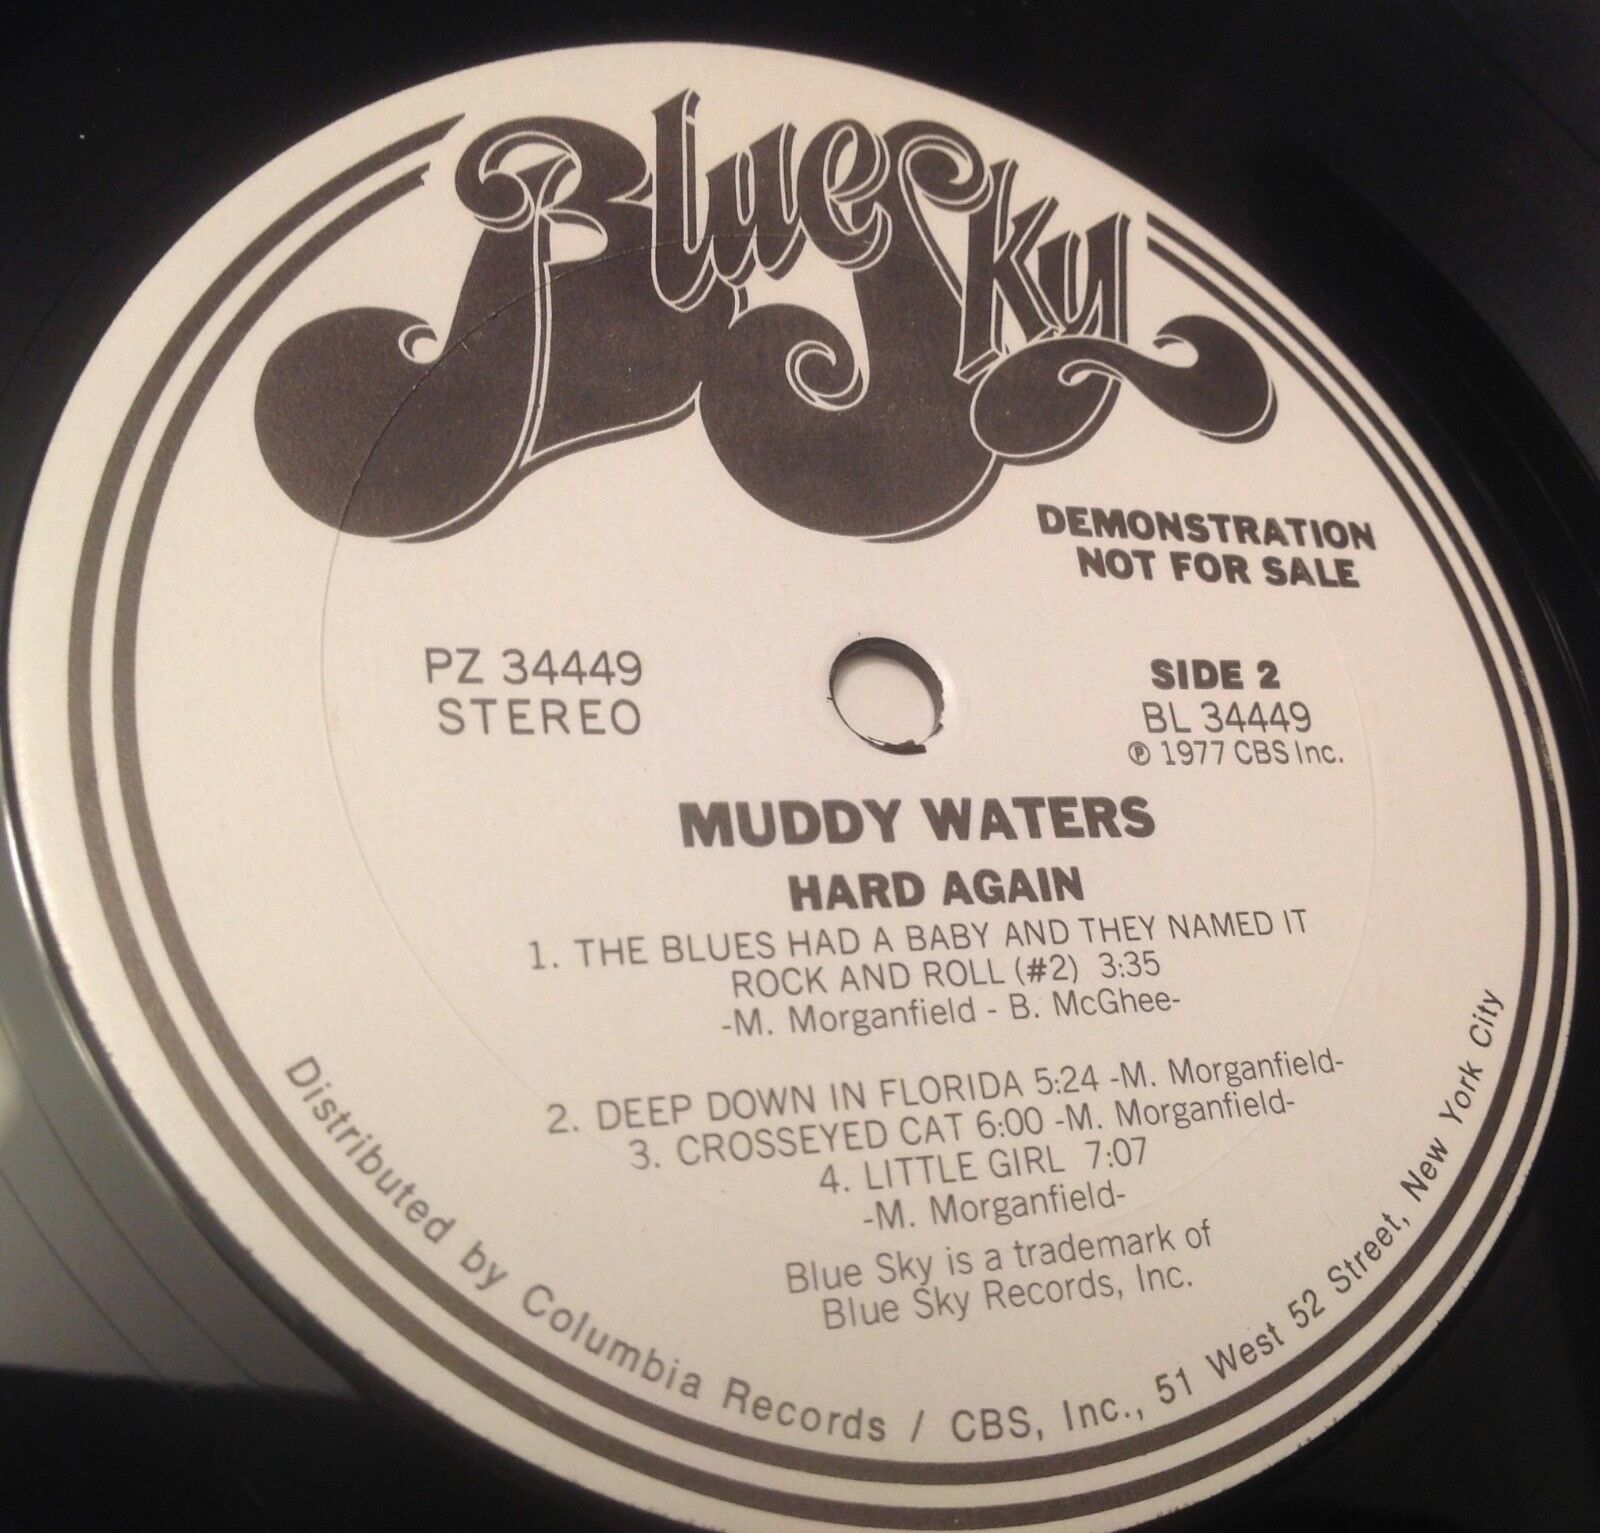 Blue Sky
DEMONSTRATION
NOT FOR SALE
PZ 34449
STEREO
SIDE 2
BL 34449
℗ 1977 CBS Inc.
MUDDY WATERS
HARD AGAIN
1. THE BLUES HAD A BABY AND THEY NAMED IT
ROCK AND ROLL (#2) 3:35
-M. Morganfield - B. McGhee-
2. DEEP DOWN IN FLORIDA 5:24 -M. Morganfield-
3. CROSSEYED CAT 6:00 -M. Morganfield-
4. LITTLE GIRL 7:07
-M. Morganfield-
Blue Sky is a trademark of
Blue Sky Records, Inc.
Distributed by Columbia Records / CBS, Inc., 51 West 52 Street, New York City